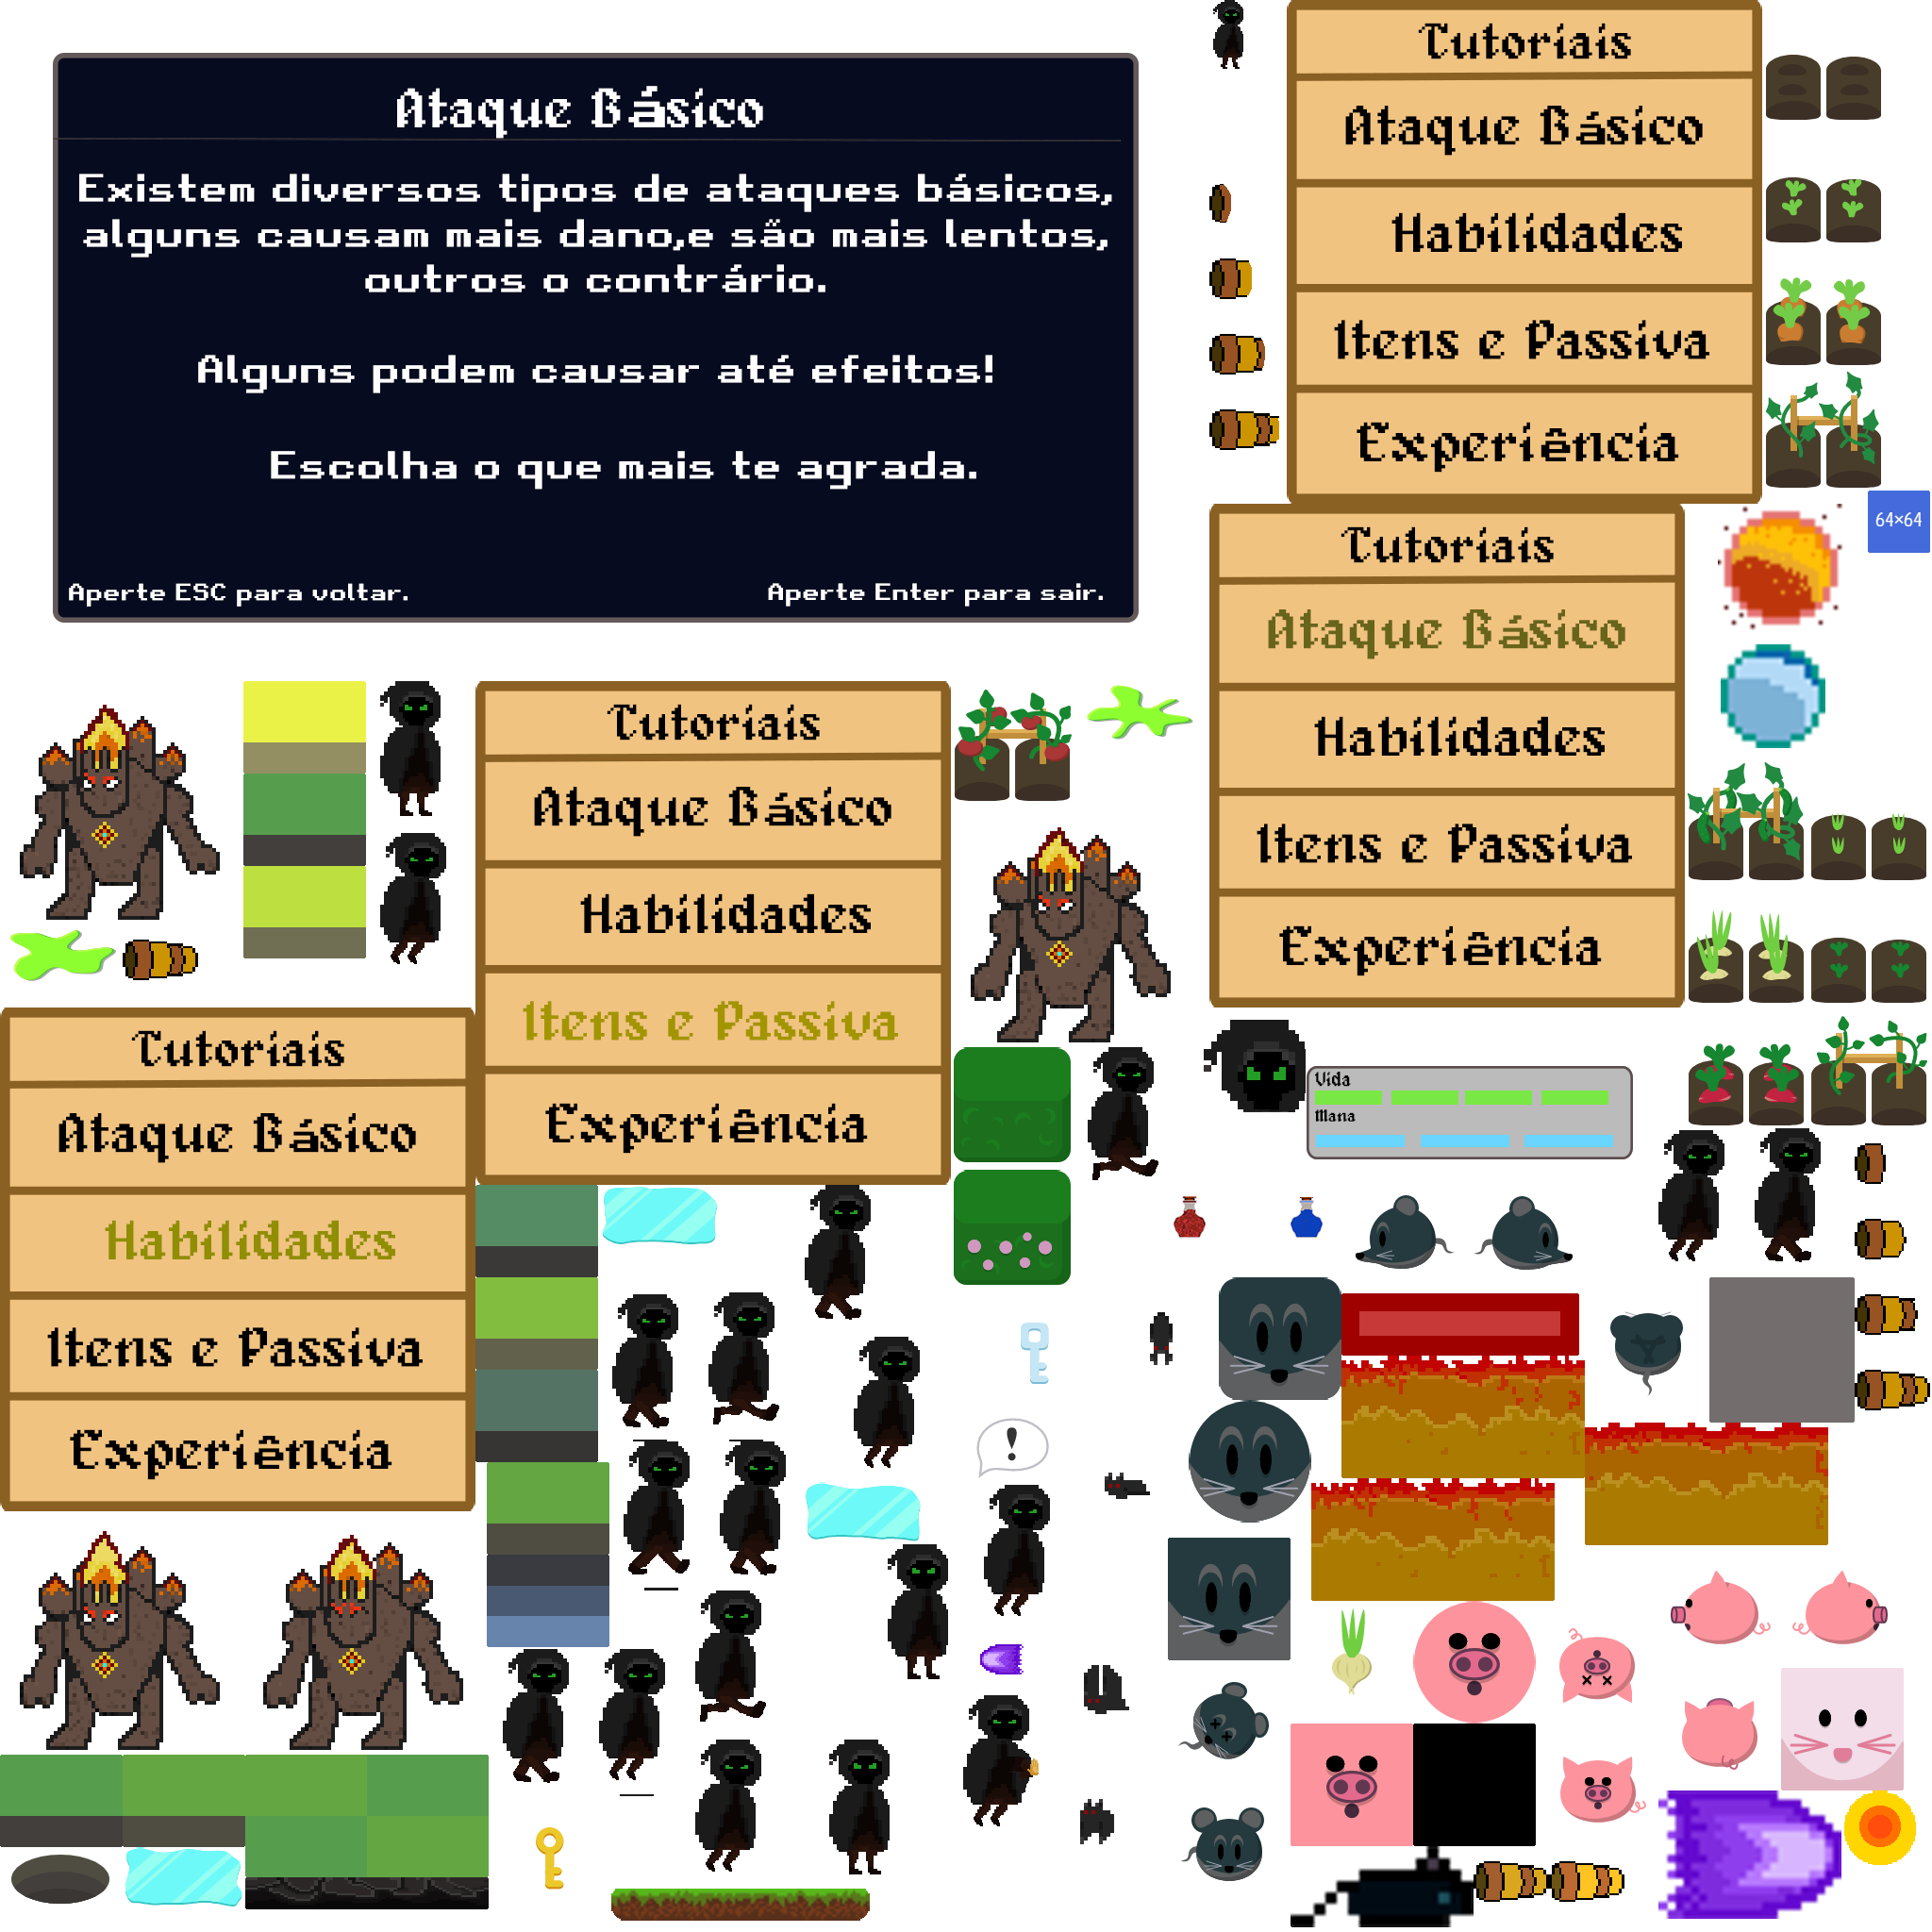 Ataque Básico
Existem diversos tipos de ataques básicos,
alguns causam mais dano,e são mais lentos,
outros o contrário.
Alguns podem causar até efeitos!
Escolha o que mais te agrada.
Aperte ESC para voltar.
Aperte Enter para sair.
Tutoriais
Ataque Básico
Habilidades
Itens e Passiva
Experiência
64×64
Tutoriais
Ataque Básico
Habilidades
Itens e Passiva
Experiência
Tutoriais
Ataque Básico
Habilidades
Itens e Passiva
Experiência
Tutoriais
Ataque Básico
Habilidades
Itens e Passiva
Experiência
Vida
Mana
!